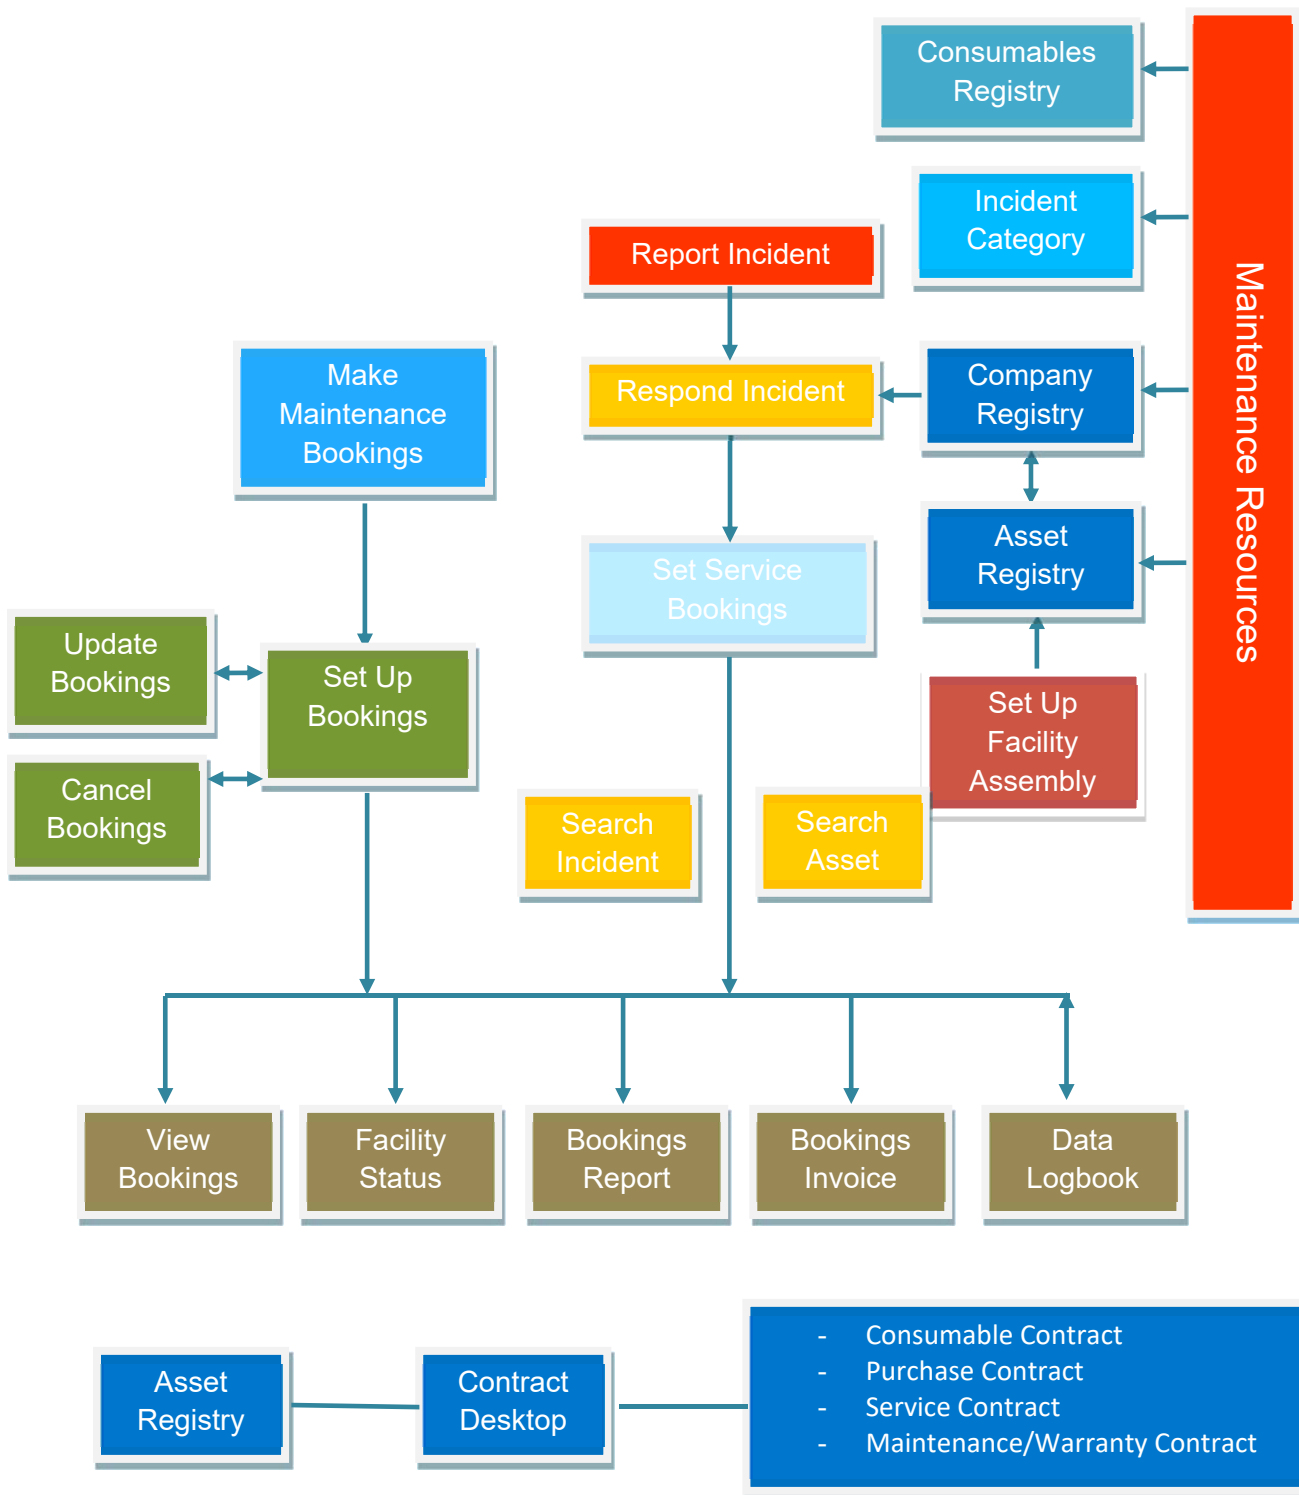 Consumables
Registry
Incident
Category
Maintenance Resources
Report Incident
Make
Maintenance
Bookings
Respond Incident
Company
Registry
Set Service
Bookings
Asset
Registry
Update
Bookings
Set Up
Bookings
Set Up
Facility
Assembly
Cancel
Bookings
Search
Incident
Search
Asset
View
Bookings
Facility
Status
Bookings
Report
Bookings
Invoice
Data
Logbook
Asset
Registry
Contract
Desktop
- Consumable Contract
- Purchase Contract
- Service Contract
- Maintenance/Warranty Contract